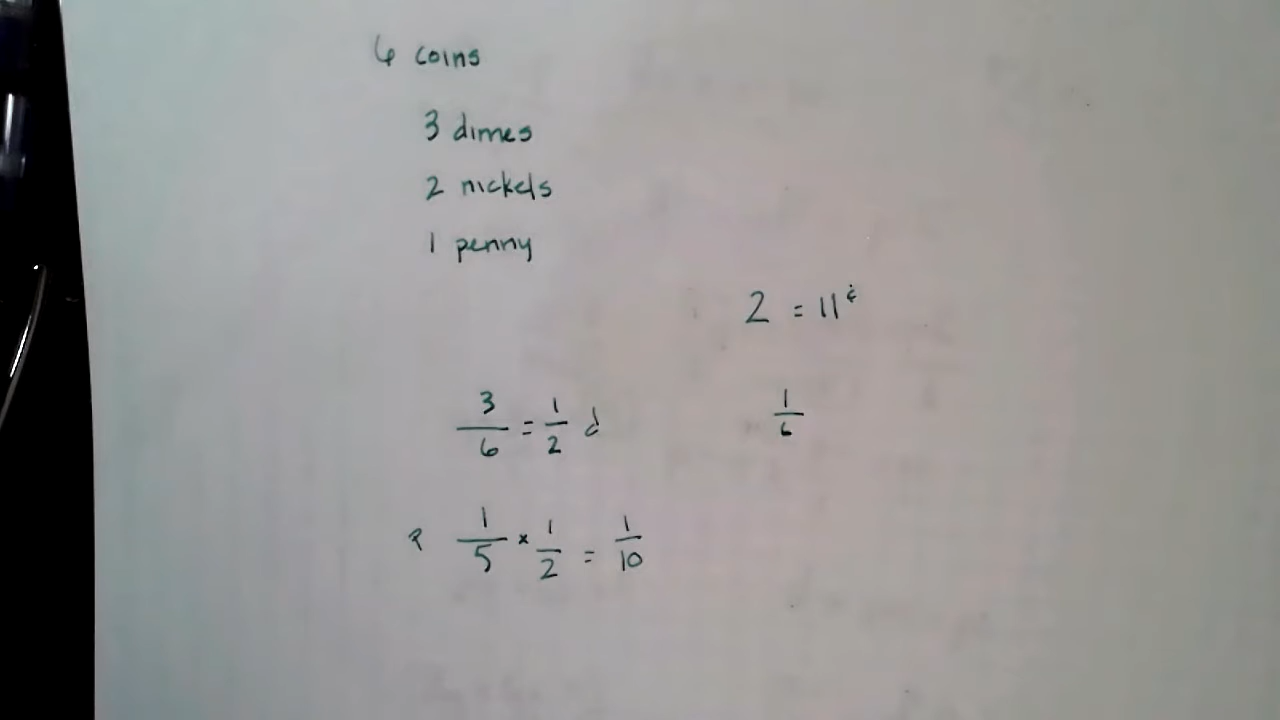 6 coins
3 dimes
2 nickels
1 penny
2 = 11¢
3/6 = 1/2 d
1/6
P 1/5 × 1/2 = 1/10